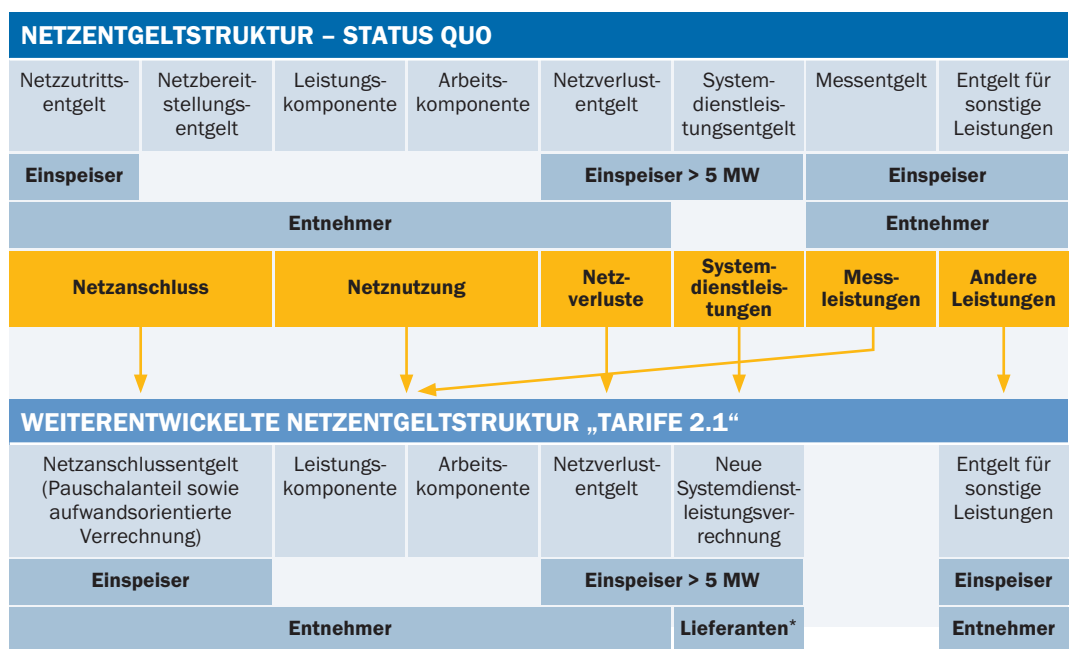 NETZENTGELTSTRUKTUR – STATUS QUO
Netzzutritts-
entgelt
Netzbereit-
stellungs-
entgelt
Leistungs-
komponente
Arbeits-
komponente
Netzverlust-
entgelt
System-
dienstleis-
tungsentgelt
Messentgelt
Entgelt für
sonstige
Leistungen
Einspeiser
Einspeiser > 5 MW
Einspeiser
Entnehmer
Entnehmer
Netzanschluss
Netznutzung
Netz-
verluste
System-
dienstleis-
tungen
Mess-
leistungen
Andere
Leistungen
WEITERENTWICKELTE NETZENTGELTSTRUKTUR „TARIFE 2.1“
Netzanschlussentgelt
(Pauschalanteil sowie
aufwandsorientierte
Verrechnung)
Leistungs-
komponente
Arbeits-
komponente
Netzverlust-
entgelt
Neue
Systemdienst-
leistungsver-
rechnung
Entgelt für
sonstige
Leistungen
Einspeiser
Einspeiser > 5 MW
Einspeiser
Entnehmer
Lieferanten*
Entnehmer